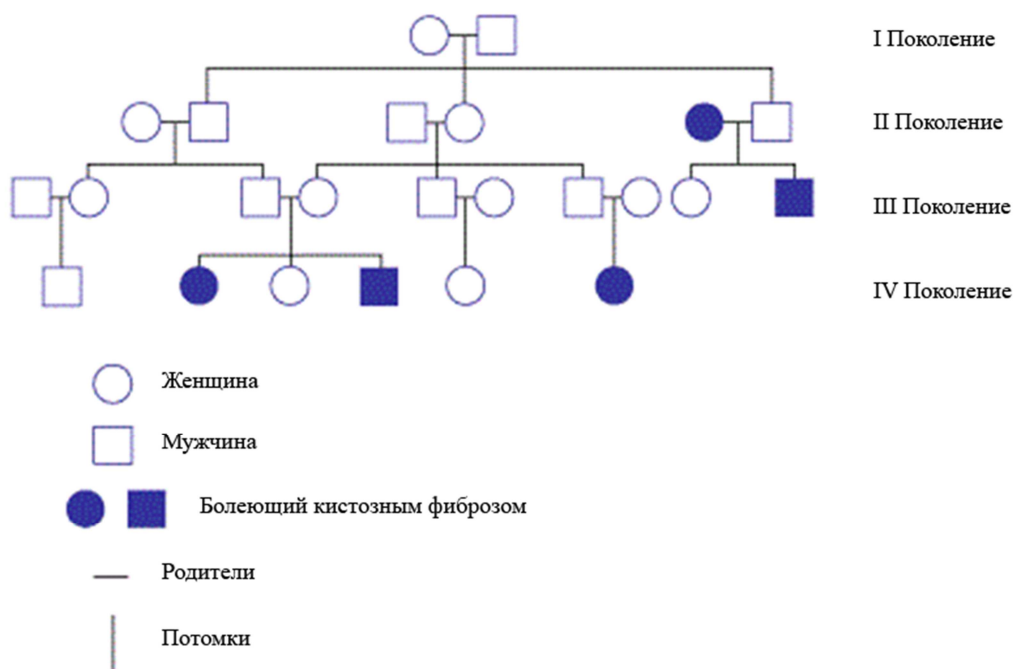 I Поколение
II Поколение
III Поколение
IV Поколение
Женщина
Мужчина
Болеющий кистозным фиброзом
Родители
Потомки